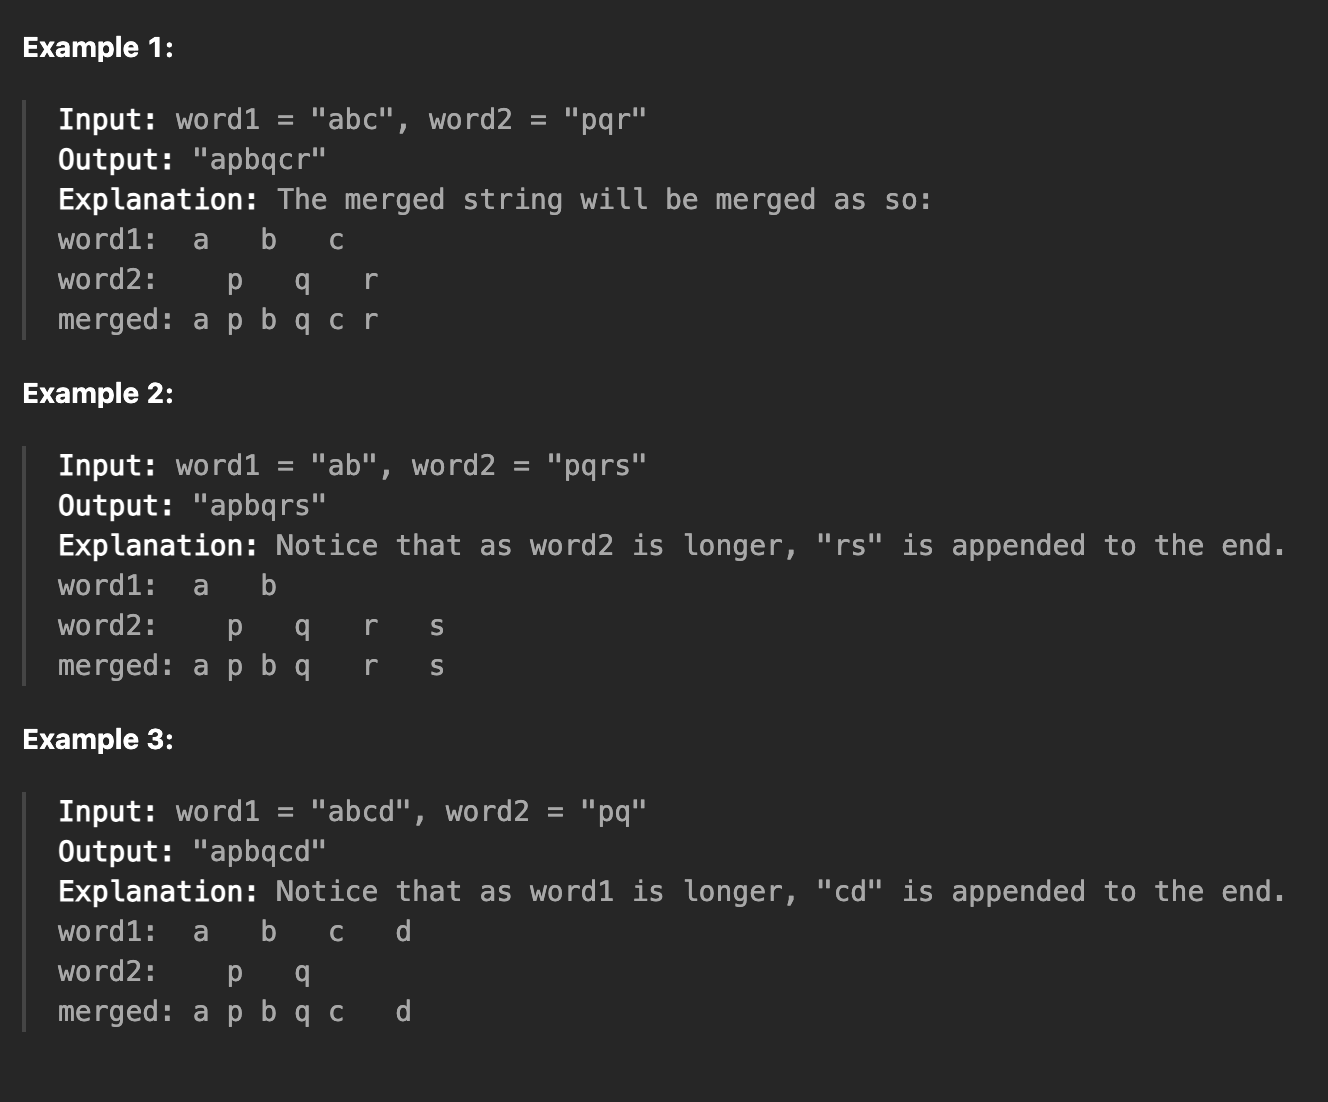 Example 1:
Input: word1 = "abc", word2 = "pqr"
Output: "apbqcr"
Explanation: The merged string will be merged as so:
word1:  a   b   c
word2:    p   q   r
merged: a p b q c r
Example 2:
Input: word1 = "ab", word2 = "pqrs"
Output: "apbqrs"
Explanation: Notice that as word2 is longer, "rs" is appended to the end.
word1:  a   b
word2:    p   q   r   s
merged: a p b q   r   s
Example 3:
Input: word1 = "abcd", word2 = "pq"
Output: "apbqcd"
Explanation: Notice that as word1 is longer, "cd" is appended to the end.
word1:  a   b   c   d
word2:    p   q
merged: a p b q c   d